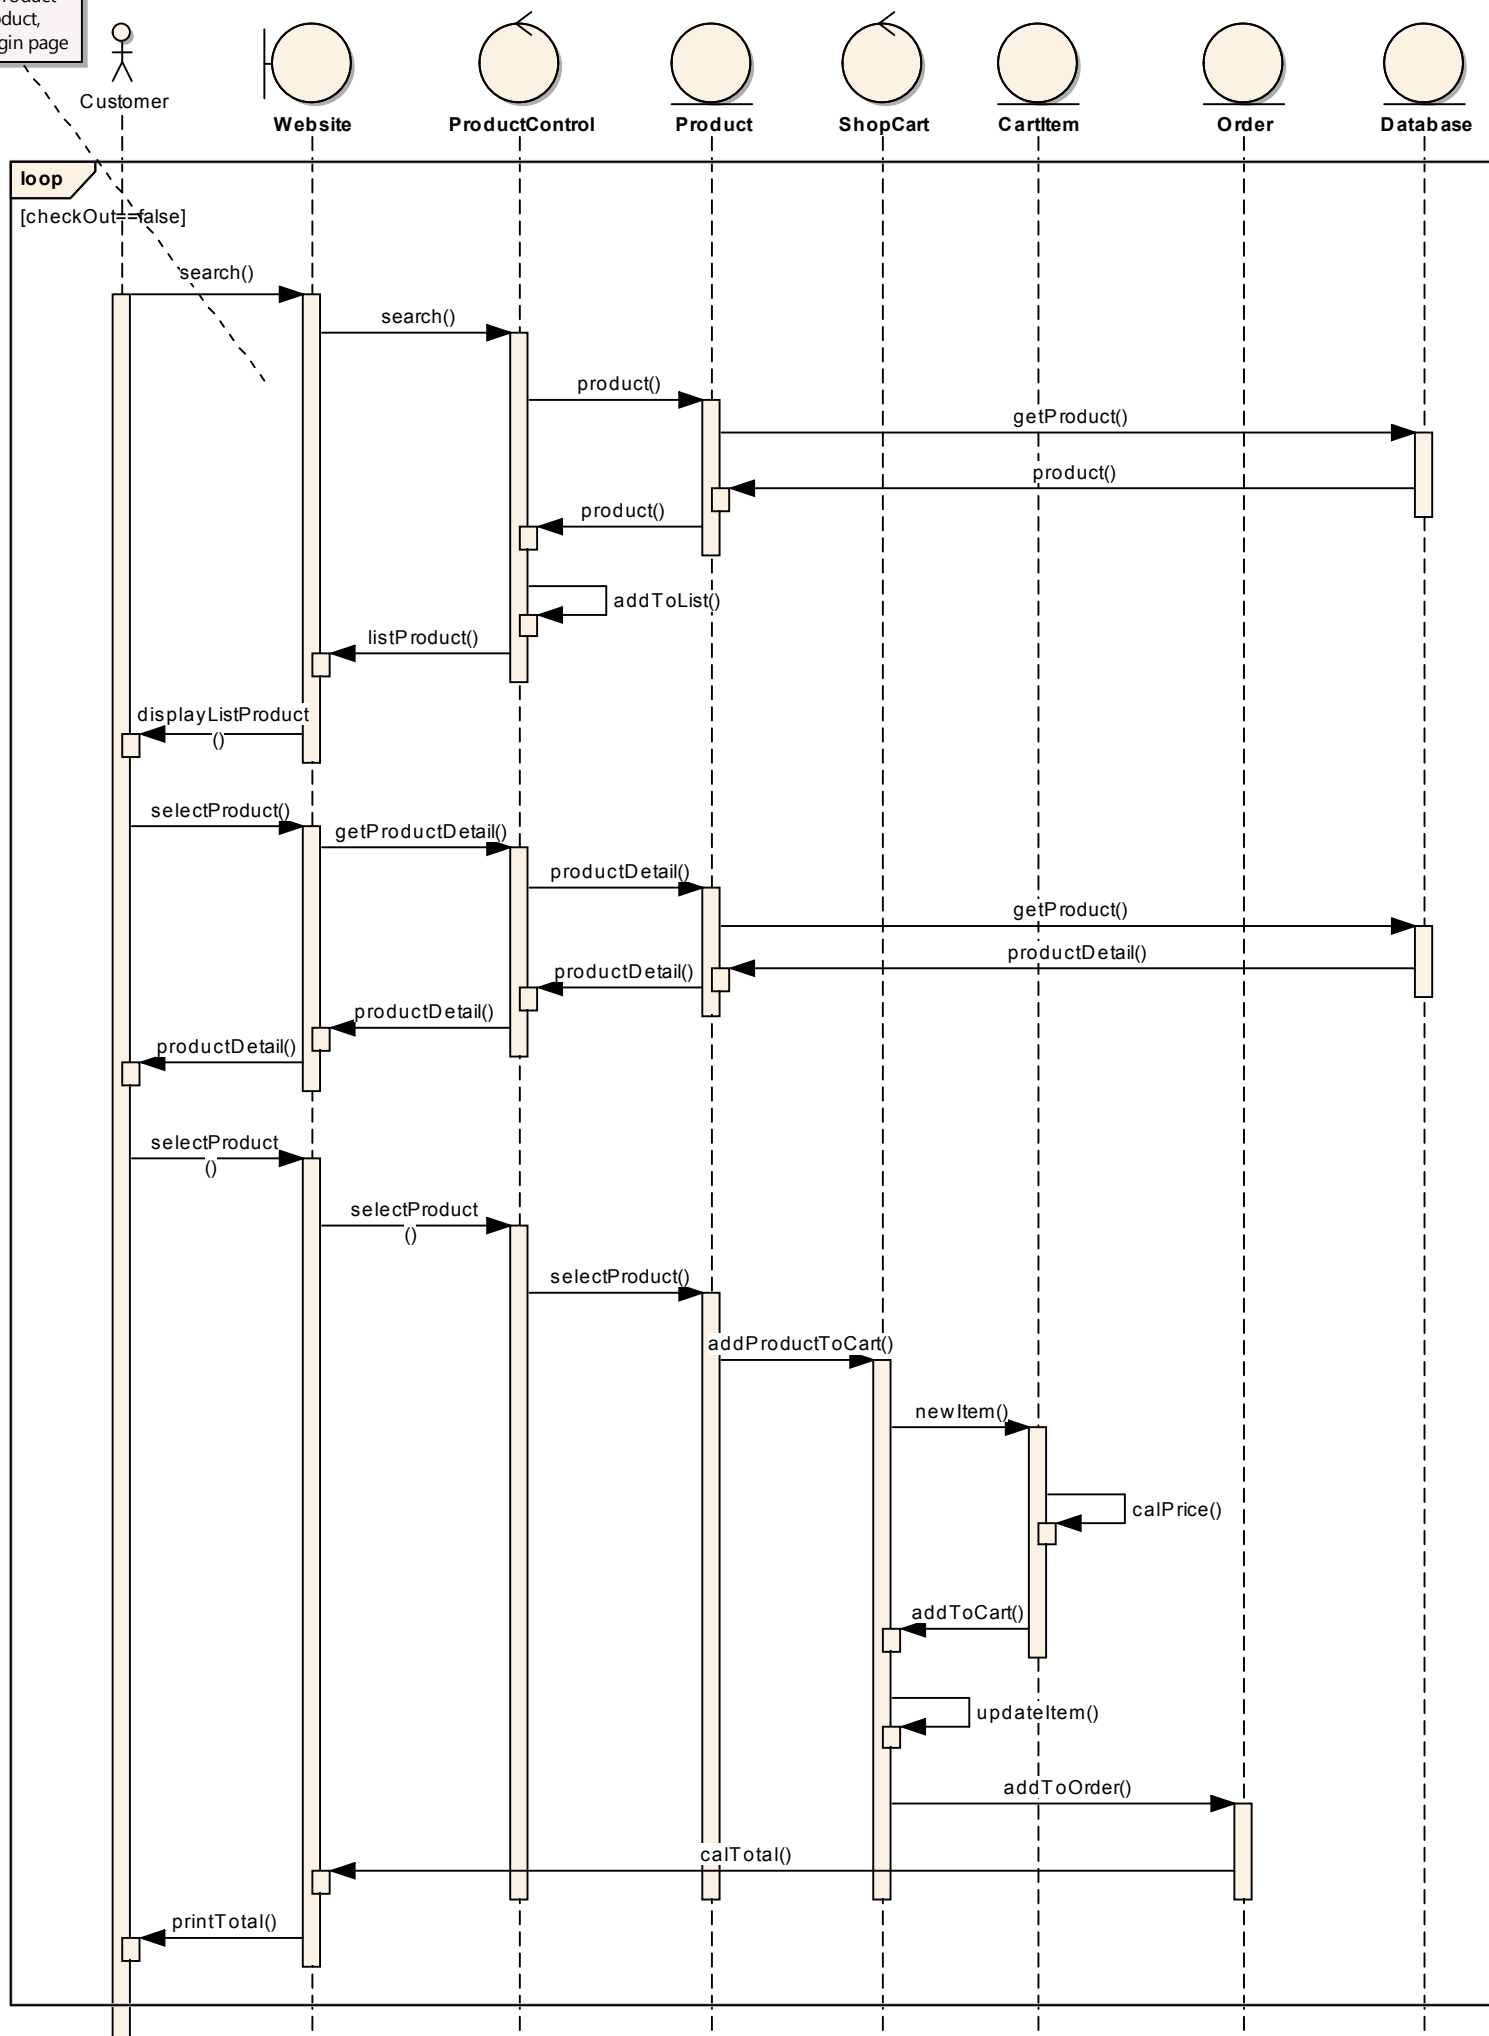 oduct,
gin page
Customer
Website
ProductControl
Product
ShopCart
CartItem
Order
Database
loop
[checkOut==false]
search()
search()
product()
getProduct()
product()
product()
addToList()
listProduct()
displayListProduct
()
selectProduct()
getProductDetail()
productDetail()
getProduct()
productDetail()
productDetail()
productDetail()
productDetail()
selectProduct
()
selectProduct
()
selectProduct()
addProductToCart()
newItem()
calPrice()
addToCart()
updateItem()
addToOrder()
calTotal()
printTotal()